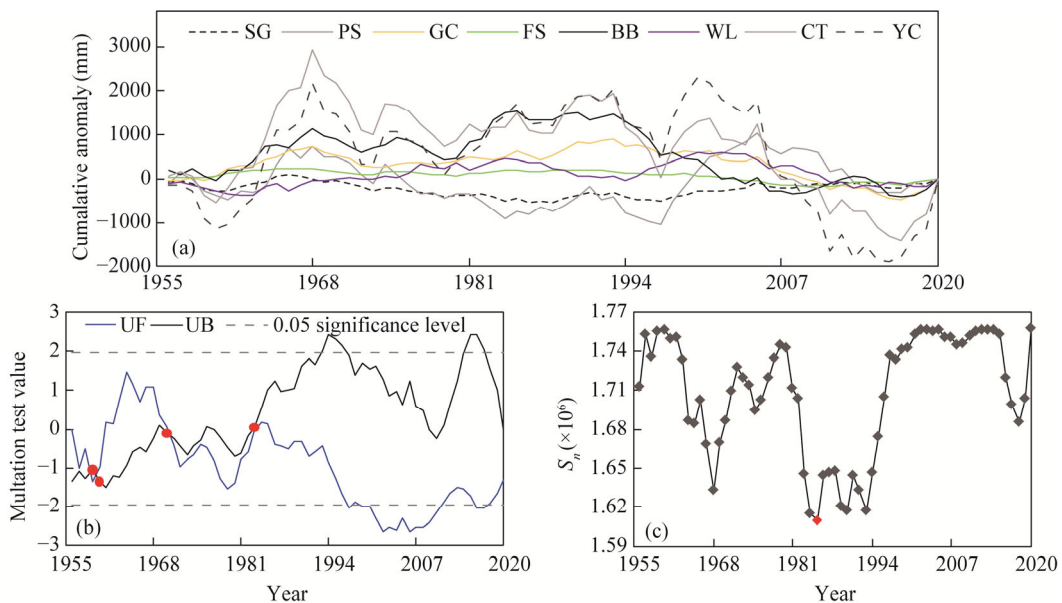 SG PS GC FS BB WL CT YC
3000
2000
1000
0
−1000
−2000
Cumulative anomaly (mm)
(a)
1955 1968 1981 1994 2007 2020
UF UB 0.05 significance level
3
2
1
0
−1
−2
−3
Multation test value
(b)
1955 1968 1981 1994 2007 2020
Year
1.77
1.74
1.71
1.68
1.65
1.62
1.59
Sn (×10⁶)
(c)
1955 1968 1981 1994 2007 2020
Year